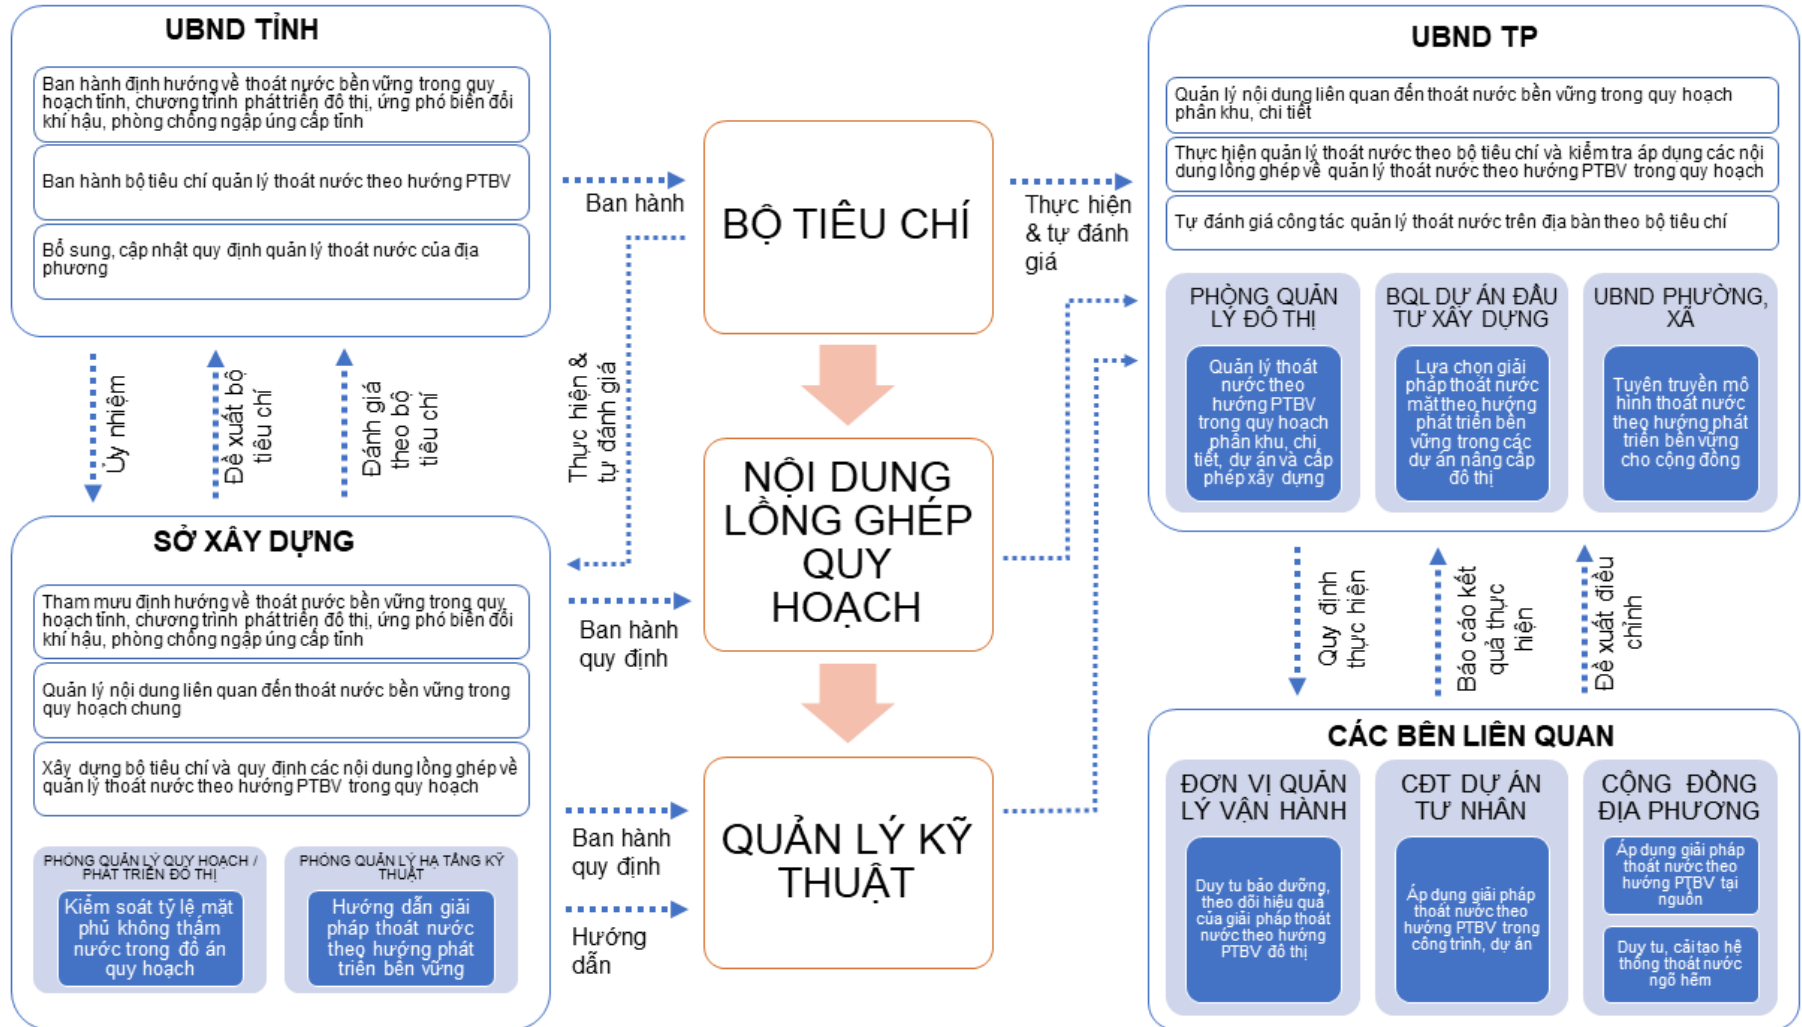 UBND TỈNH
Ban hành định hướng về thoát nước bền vững trong quy
hoạch tỉnh, chương trình phát triển đô thị, ứng phó biến đổi
khí hậu, phòng chống ngập úng cấp tỉnh
Ban hành bộ tiêu chí quản lý thoát nước theo hướng PTBV
Bổ sung, cập nhật quy định quản lý thoát nước của địa
phương
Ủy nhiệm
Đề xuất bộ
tiêu chí
Đánh giá
theo bộ
tiêu chí
SỞ XÂY DỰNG
Tham mưu định hướng về thoát nước bền vững trong quy
hoạch tỉnh, chương trình phát triển đô thị, ứng phó biến đổi
khí hậu, phòng chống ngập úng cấp tỉnh
Quản lý nội dung liên quan đến thoát nước bền vững trong
quy hoạch chung
Xây dựng bộ tiêu chí và quy định các nội dung lồng ghép về
quản lý thoát nước theo hướng PTBV trong quy hoạch
PHÒNG QUẢN LÝ QUY HOẠCH /
PHÁT TRIỂN ĐÔ THỊ
Kiểm soát tỷ lệ mặt
phủ không thấm
nước trong đồ án
quy hoạch
PHÒNG QUẢN LÝ HẠ TẦNG KỸ
THUẬT
Hướng dẫn giải
pháp thoát nước
theo hướng phát
triển bền vững
Ban hành
Thực hiện &
tự đánh giá
Ban hành
quy định
Ban hành
quy định
Hướng
dẫn
BỘ TIÊU CHÍ
NỘI DUNG
LỒNG GHÉP
QUY
HOẠCH
QUẢN LÝ KỸ
THUẬT
Thực hiện
& tự đánh
giá
UBND TP
Quản lý nội dung liên quan đến thoát nước bền vững trong quy hoạch
phân khu, chi tiết
Thực hiện quản lý thoát nước theo bộ tiêu chí và kiểm tra áp dụng các nội
dung lồng ghép về quản lý thoát nước theo hướng PTBV trong quy hoạch
Tự đánh giá công tác quản lý thoát nước trên địa bàn theo bộ tiêu chí
PHÒNG QUẢN
LÝ ĐÔ THỊ
Quản lý thoát
nước theo
hướng PTBV
trong quy hoạch
phân khu, chi
tiết, dự án và cấp
phép xây dựng
BQL DỰ ÁN ĐẦU
TƯ XÂY DỰNG
Lựa chọn giải
pháp thoát nước
mặt theo hướng
phát triển bền
vững trong các
dự án nâng cấp
đô thị
UBND PHƯỜNG,
XÃ
Tuyên truyền mô
hình thoát nước
theo hướng phát
triển bền vững
cho cộng đồng
Quy định
thực hiện
Báo cáo kết
quả thực
hiện
Đề xuất điều
chỉnh
CÁC BÊN LIÊN QUAN
ĐƠN VỊ QUẢN
LÝ VẬN HÀNH
Duy tu bảo dưỡng,
theo dõi hiệu quả
của giải pháp thoát
nước theo hướng
PTBV đô thị
CĐT DỰ ÁN
TƯ NHÂN
Áp dụng giải pháp
thoát nước theo
hướng PTBV trong
công trình, dự án
CỘNG ĐỒNG
ĐỊA PHƯƠNG
Áp dụng giải pháp
thoát nước theo
hướng PTBV tại
nguồn
Duy tu, cải tạo hệ
thống thoát nước
ngõ hẽm